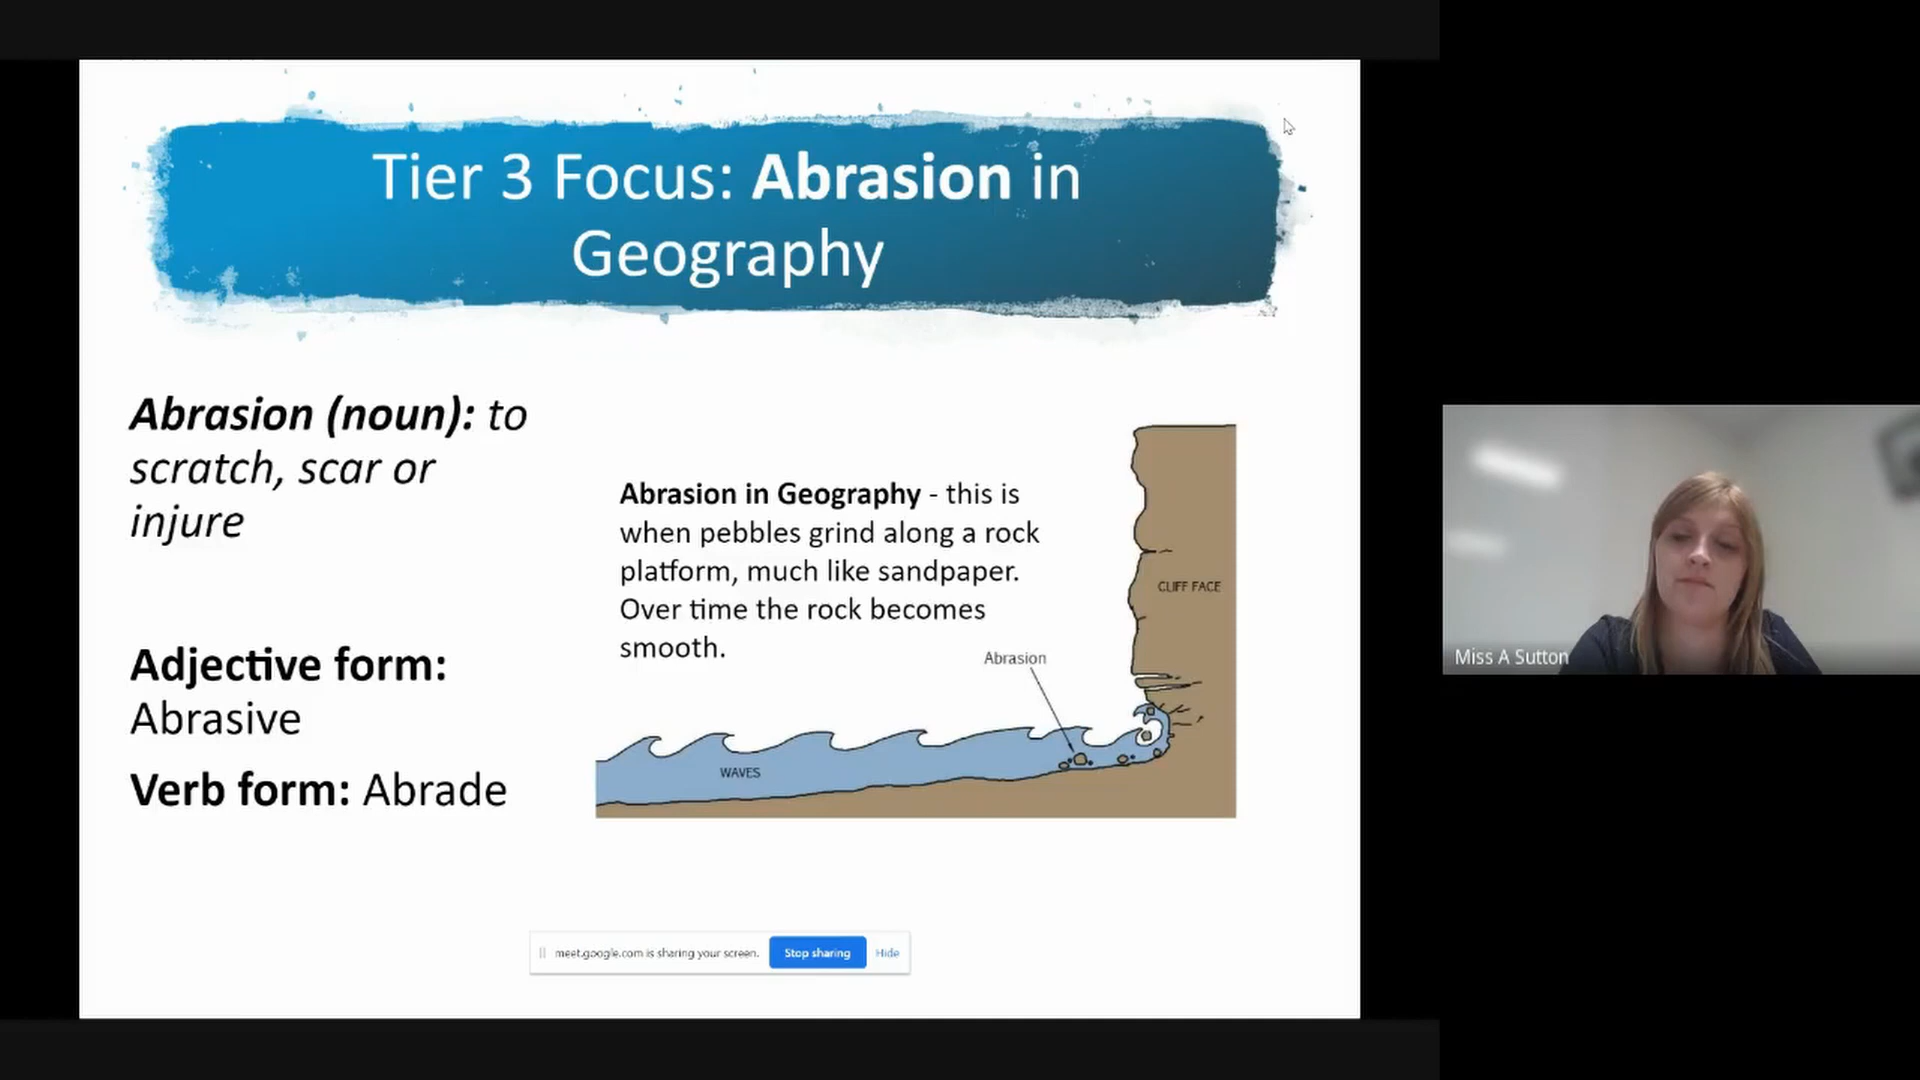 Tier 3 Focus: Abrasion in
Geography
Abrasion (noun): to
scratch, scar or
injure
Adjective form:
Abrasive
Verb form: Abrade
Abrasion in Geography - this is
when pebbles grind along a rock
platform, much like sandpaper.
Over time the rock becomes
smooth.
Abrasion
CLIFF FACE
WAVES
meet.google.com is sharing your screen.
Stop sharing
Hide
Miss A Sutton